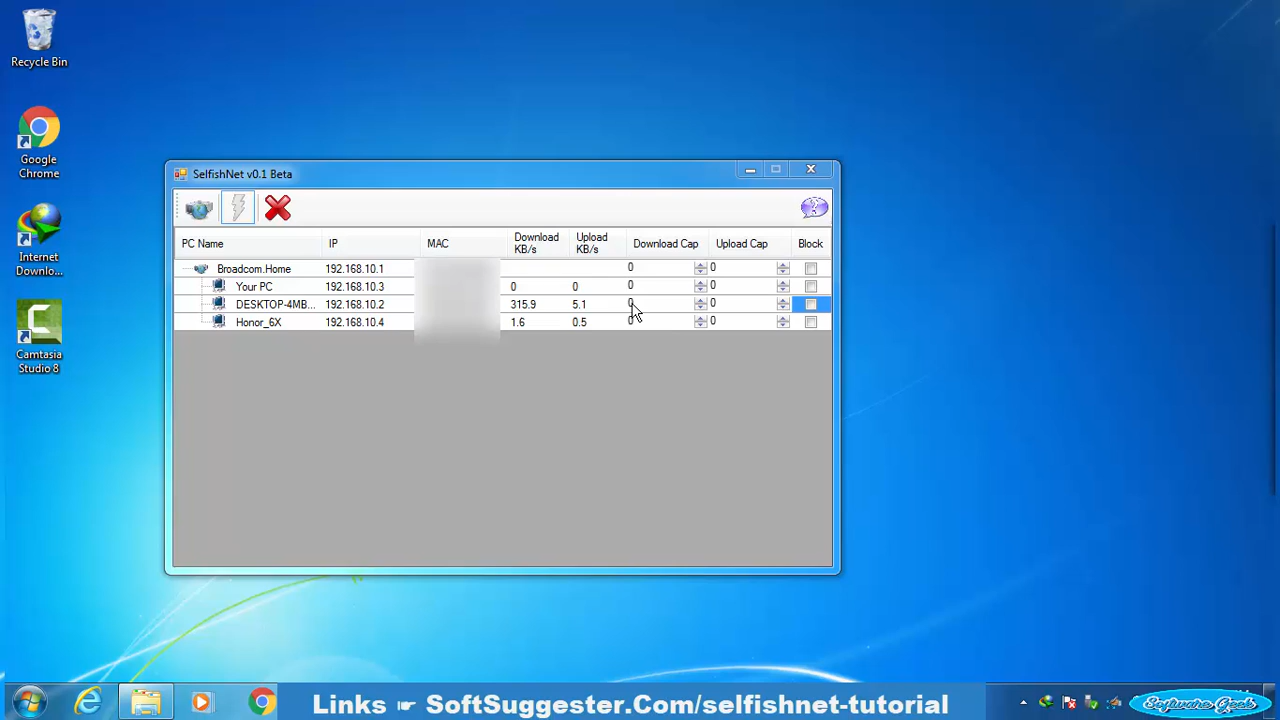 Recycle Bin
Google
Chrome
Internet
Downlo...
Camtasia
Studio 8
SelfishNet v0.1 Beta
PC Name IP MAC Download KB/s Upload KB/s Download Cap Upload Cap Block
Broadcom.Home 192.168.10.1 0 0
Your PC 192.168.10.3 0 0 0 0
DESKTOP-4MB... 192.168.10.2 315.9 5.1 0 0
Honor_6X 192.168.10.4 1.6 0.5 0 0
Links ☛ SoftSuggester.Com/selfishnet-tutorial
Software Geek